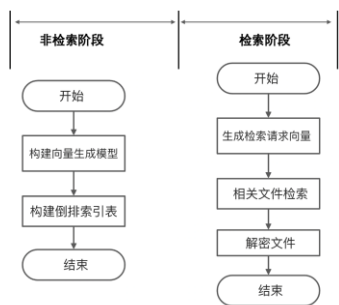 非检索阶段
检索阶段
开始
构建向量生成模型
构建倒排索引表
结束
开始
生成检索请求向量
相关文件检索
解密文件
结束